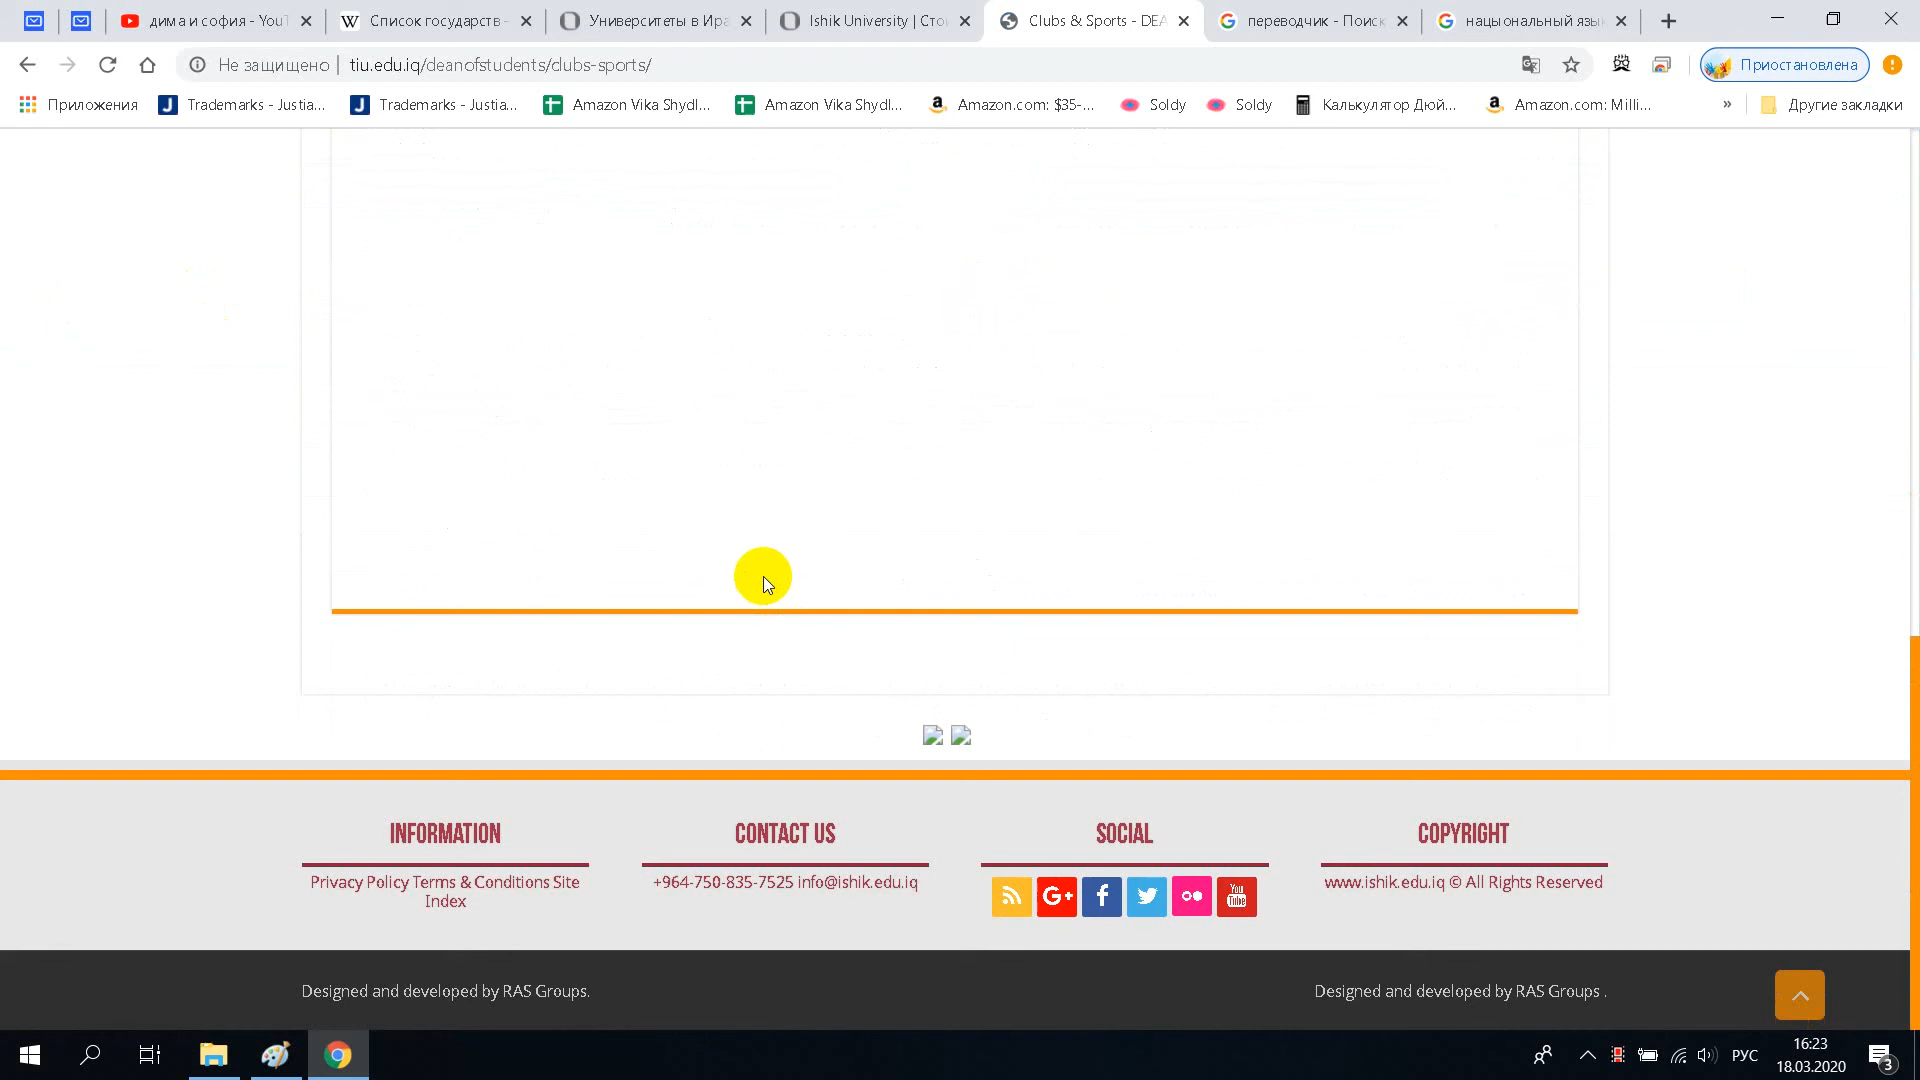 дима и София - YouT
Список государств -
Университеты в Ира
Ishik University | Стои
Clubs & Sports - DEA
переводчик - Поиск
нацыональный язы
Не защищено | tiu.edu.iq/deanofstudents/clubs-sports/
Приостановлена
Приложения
Trademarks - Justia...
Trademarks - Justia...
Amazon Vika Shydl...
Amazon Vika Shydl...
Amazon.com: $35-...
Soldy
Soldy
Калькулятор Дюй...
Amazon.com: Milli...
»
Другие закладки
INFORMATION
Privacy Policy Terms & Conditions Site
Index
CONTACT US
+964-750-835-7525 info@ishik.edu.iq
SOCIAL
G+
You
Tube
COPYRIGHT
www.ishik.edu.iq © All Rights Reserved
Designed and developed by RAS Groups.
Designed and developed by RAS Groups .
РУС
16:23
18.03.2020
3